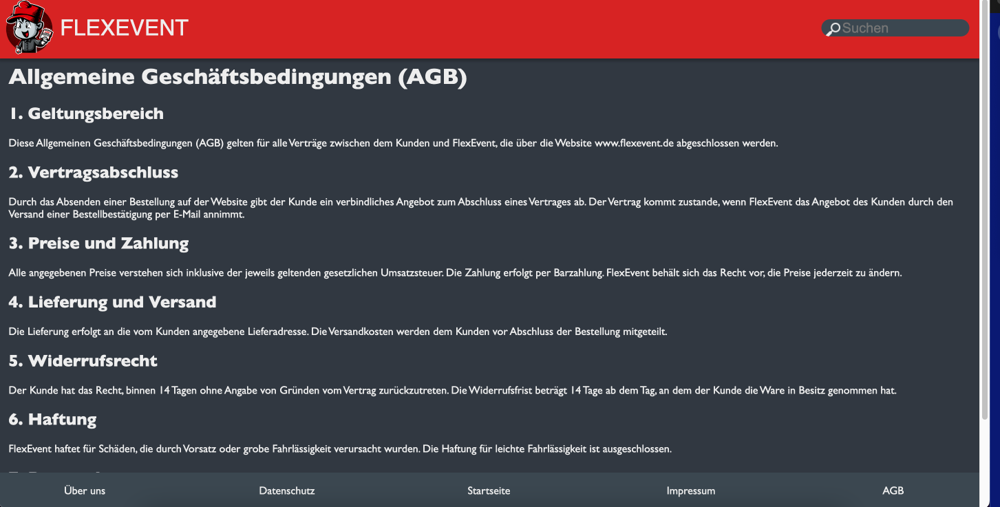 FLEXEVENT
Suchen
Allgemeine Geschäftsbedingungen (AGB)
1. Geltungsbereich
Diese Allgemeinen Geschäftsbedingungen (AGB) gelten für alle Verträge zwischen dem Kunden und FlexEvent, die über die Website www.flexevent.de abgeschlossen werden.
2. Vertragsabschluss
Durch das Absenden einer Bestellung auf der Website gibt der Kunde ein verbindliches Angebot zum Abschluss eines Vertrages ab. Der Vertrag kommt zustande, wenn FlexEvent das Angebot des Kunden durch den
Versand einer Bestellbestätigung per E-Mail annimmt.
3. Preise und Zahlung
Alle angegebenen Preise verstehen sich inklusive der jeweils geltenden gesetzlichen Umsatzsteuer. Die Zahlung erfolgt per Barzahlung. FlexEvent behält sich das Recht vor, die Preise jederzeit zu ändern.
4. Lieferung und Versand
Die Lieferung erfolgt an die vom Kunden angegebene Lieferadresse. Die Versandkosten werden dem Kunden vor Abschluss der Bestellung mitgeteilt.
5. Widerrufsrecht
Der Kunde hat das Recht, binnen 14 Tagen ohne Angabe von Gründen vom Vertrag zurückzutreten. Die Widerrufsfrist beträgt 14 Tage ab dem Tag, an dem der Kunde die Ware in Besitz genommen hat.
6. Haftung
FlexEvent haftet für Schäden, die durch Vorsatz oder grobe Fahrlässigkeit verursacht wurden. Die Haftung für leichte Fahrlässigkeit ist ausgeschlossen.
Über uns
Datenschutz
Startseite
Impressum
AGB